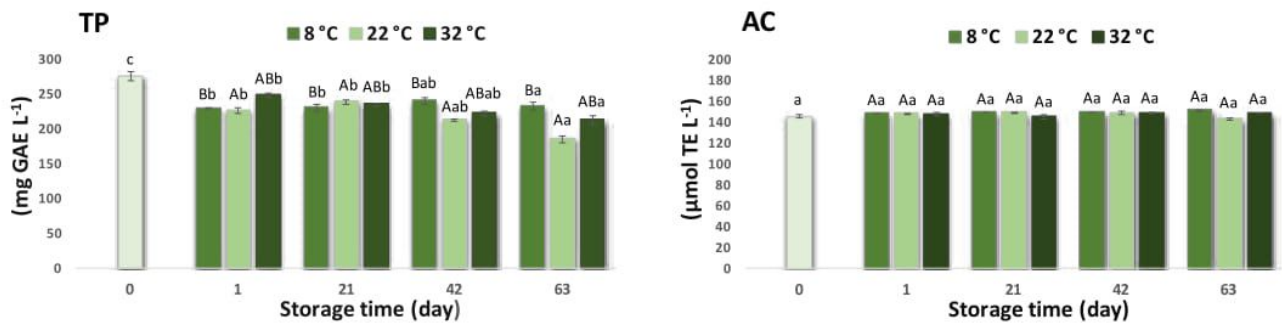 TP
8 °C 22 °C 32 °C
(mg GAE L-1)
300
250
200
150
100
50
0
c
Bb Ab ABb
Bb Ab ABb
Bab Aab ABab
Ba Aa ABa
0 1 21 42 63
Storage time (day)
AC
8 °C 22 °C 32 °C
(µmol TE L-1)
200
180
160
140
120
100
80
60
40
20
0
a
Aa Aa Aa
Aa Aa Aa
Aa Aa Aa
Aa Aa Aa
0 1 21 42 63
Storage time (day)